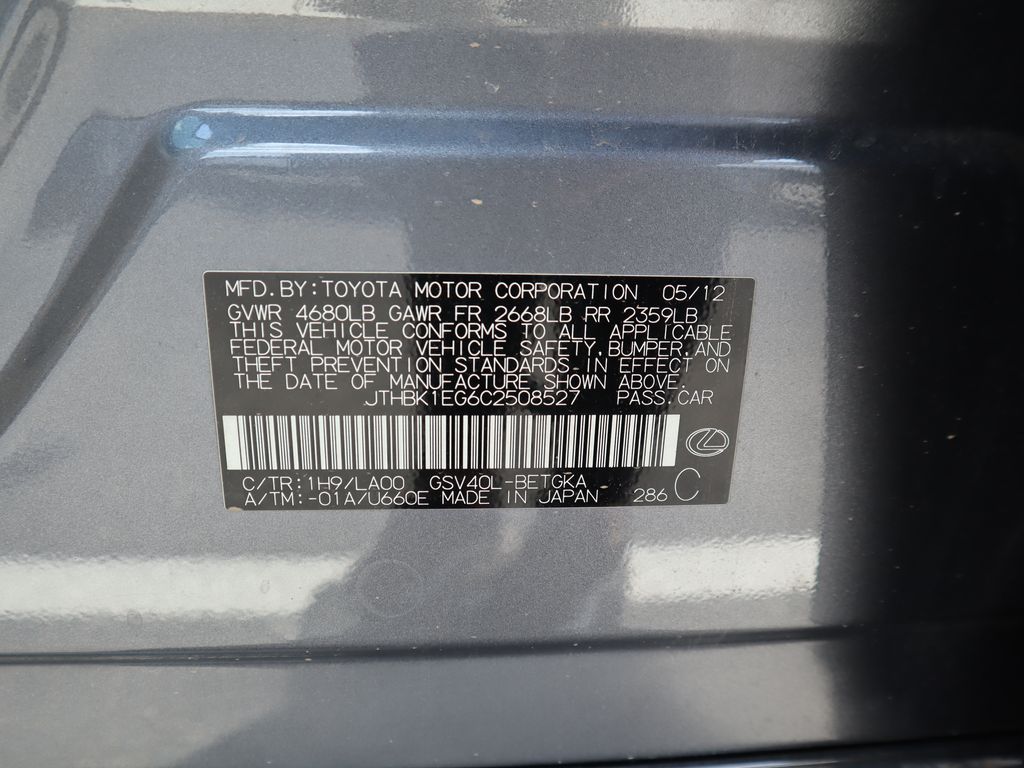 MFD.BY:TOYOTA MOTOR CORPORATION 05/12
GVWR 4680LB GAWR FR 2668LB RR 2359LB
THIS VEHICLE CONFORMS TO ALL APPLICABLE
FEDERAL MOTOR VEHICLE SAFETY,BUMPER,AND
THEFT PREVENTION STANDARDS IN EFFECT ON
THE DATE OF MANUFACTURE SHOWN ABOVE.
JTHBK1EG6C2508527 PASS.CAR
C/TR:1H9/LA00 GSV40L-BETGKA
A/TM:-01A/U660E MADE IN JAPAN 286 C